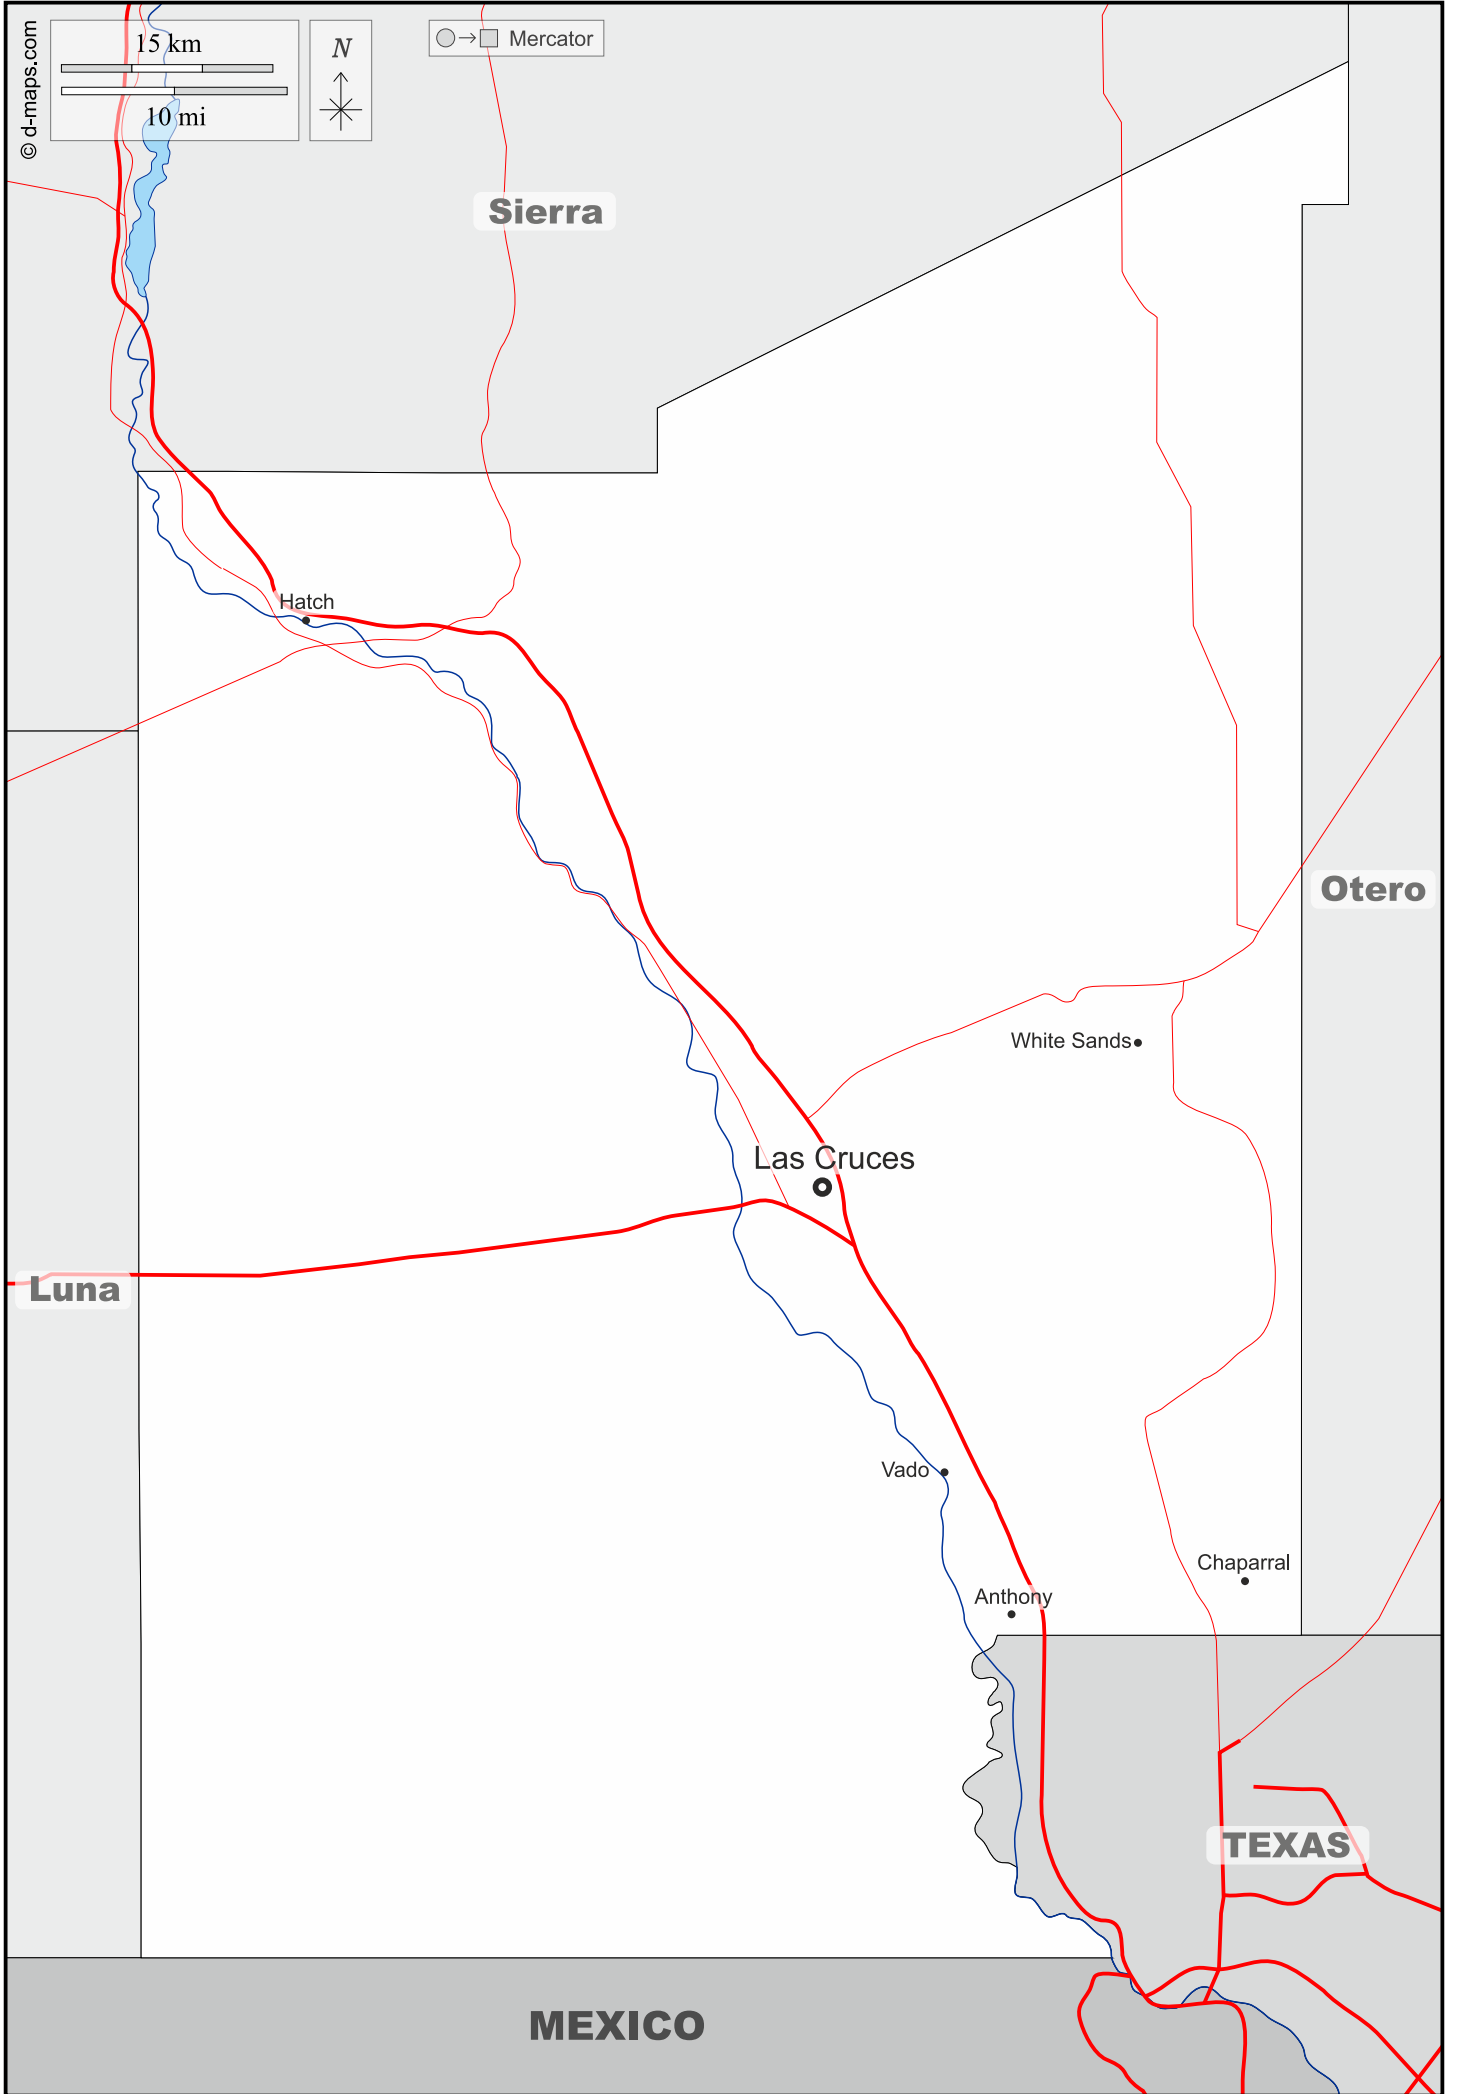 © d-maps.com
15 km
10 mi
N
Mercator
Sierra
Hatch
Otero
White Sands
Las Cruces
Luna
Vado
Chaparral
Anthony
TEXAS
MEXICO